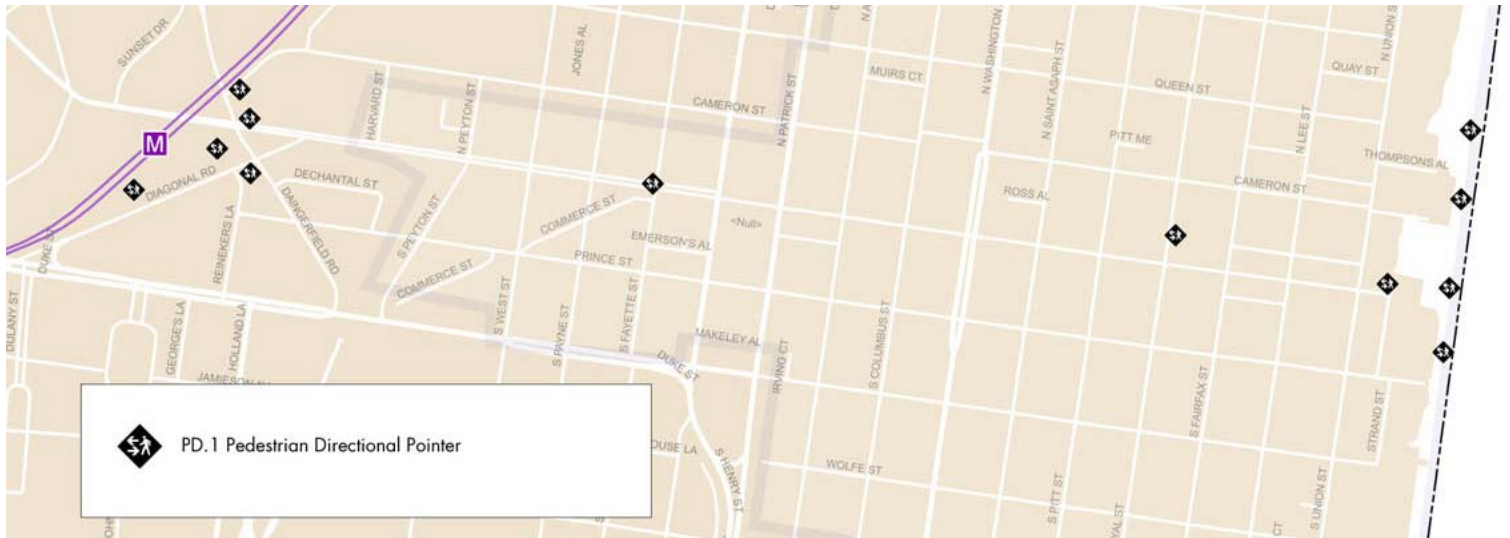 SUNSET DR
JONES AL
MUIRS CT
N WASHINGTON
N SAINT ASAPH ST
N UNION S
QUAY ST
QUEEN ST
HARVARD ST
N PEYTON ST
CAMERON ST
N PATRICK ST
PITT ME
N LEE ST
THOMPSONS AL
M
DIAGONAL RD
DECHANTAL ST
ROSS AL
CAMERON ST
REINEKERS LA
DAINGERFIELD RD
S PEYTON ST
COMMERCE ST
<Null>
EMERSON'S AL
PRINCE ST
COMMERCE ST
DULANY ST
GEORGE'S LA
HOLLAND LA
S WEST ST
S PAYNE ST
S FAYETTE ST
MAKELEY AL
DUKE ST
IRVING CT
S COLUMBUS ST
S FAIRFAX ST
STRAND ST
PD.1 Pedestrian Directional Pointer
OUSE LA
S HENRY ST
WOLFE ST
S PITT ST
YAL ST
CT
S UNION ST